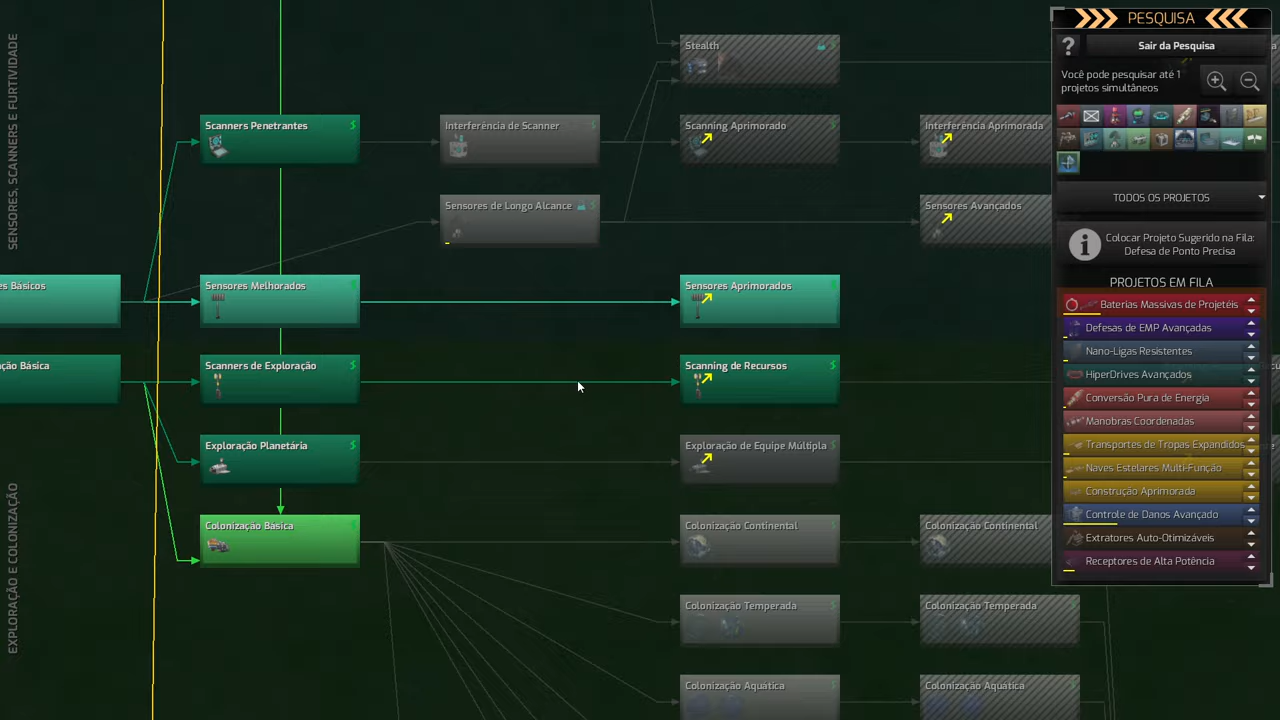 SENSORES, SCANNERS E FURTIVIDADE
EXPLORAÇÃO E COLONIZAÇÃO
Stealth
Scanners Penetrantes
Interferência de Scanner
Scanning Aprimorado
Interferência Aprimorada
Sensores de Longo Alcance
Sensores Avançados
es Básicos
Sensores Melhorados
Sensores Aprimorados
ção Básica
Scanners de Exploração
Scanning de Recursos
Exploração Planetária
Exploração de Equipe Múltipla
Colonização Básica
Colonização Continental
Colonização Continental
Colonização Temperada
Colonização Temperada
Colonização Aquática
Colonização Aquática
PESQUISA
?
Sair da Pesquisa
Você pode pesquisar até 1
projetos simultâneos
TODOS OS PROJETOS
Colocar Projeto Sugerido na Fila:
Defesa de Ponto Precisa
PROJETOS EM FILA
Baterias Massivas de Projetéis
Defesas de EMP Avançadas
Nano-Ligas Resistentes
HiperDrives Avançados
Conversão Pura de Energia
Manobras Coordenadas
Transportes de Tropas Expandidos
Naves Estelares Multi-Função
Construção Aprimorada
Controle de Danos Avançado
Extratores Auto-Otimizáveis
Receptores de Alta Potência